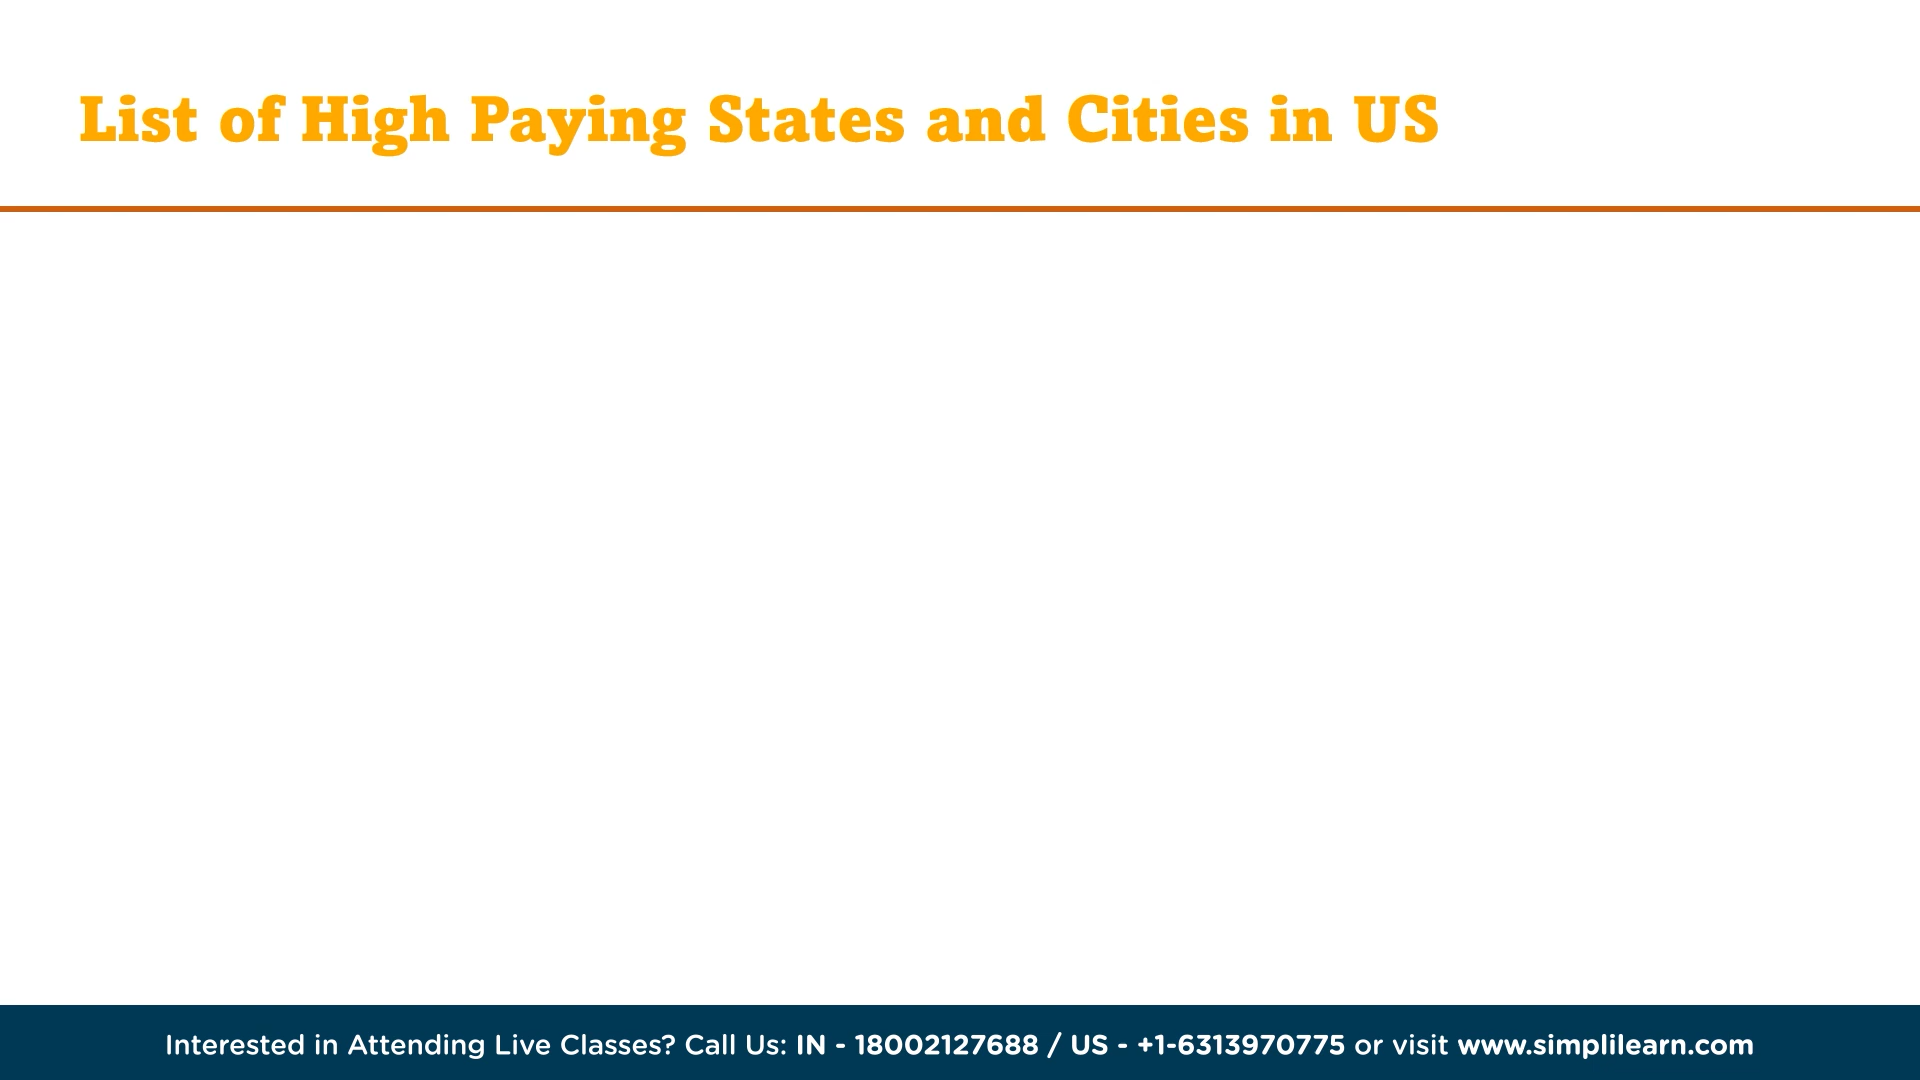 List of High Paying States and Cities in US
Interested in Attending Live Classes? Call Us: IN - 18002127688 / US - +1-6313970775 or visit www.simplilearn.com